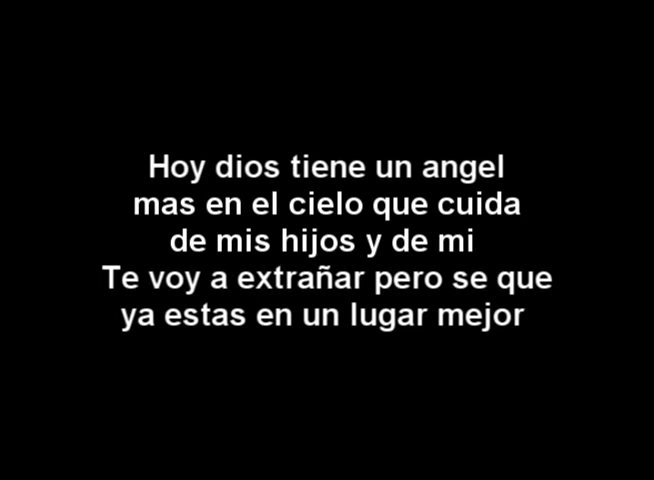 Hoy dios tiene un angel
mas en el cielo que cuida
de mis hijos y de mi
Te voy a extrañar pero se que
ya estas en un lugar mejor